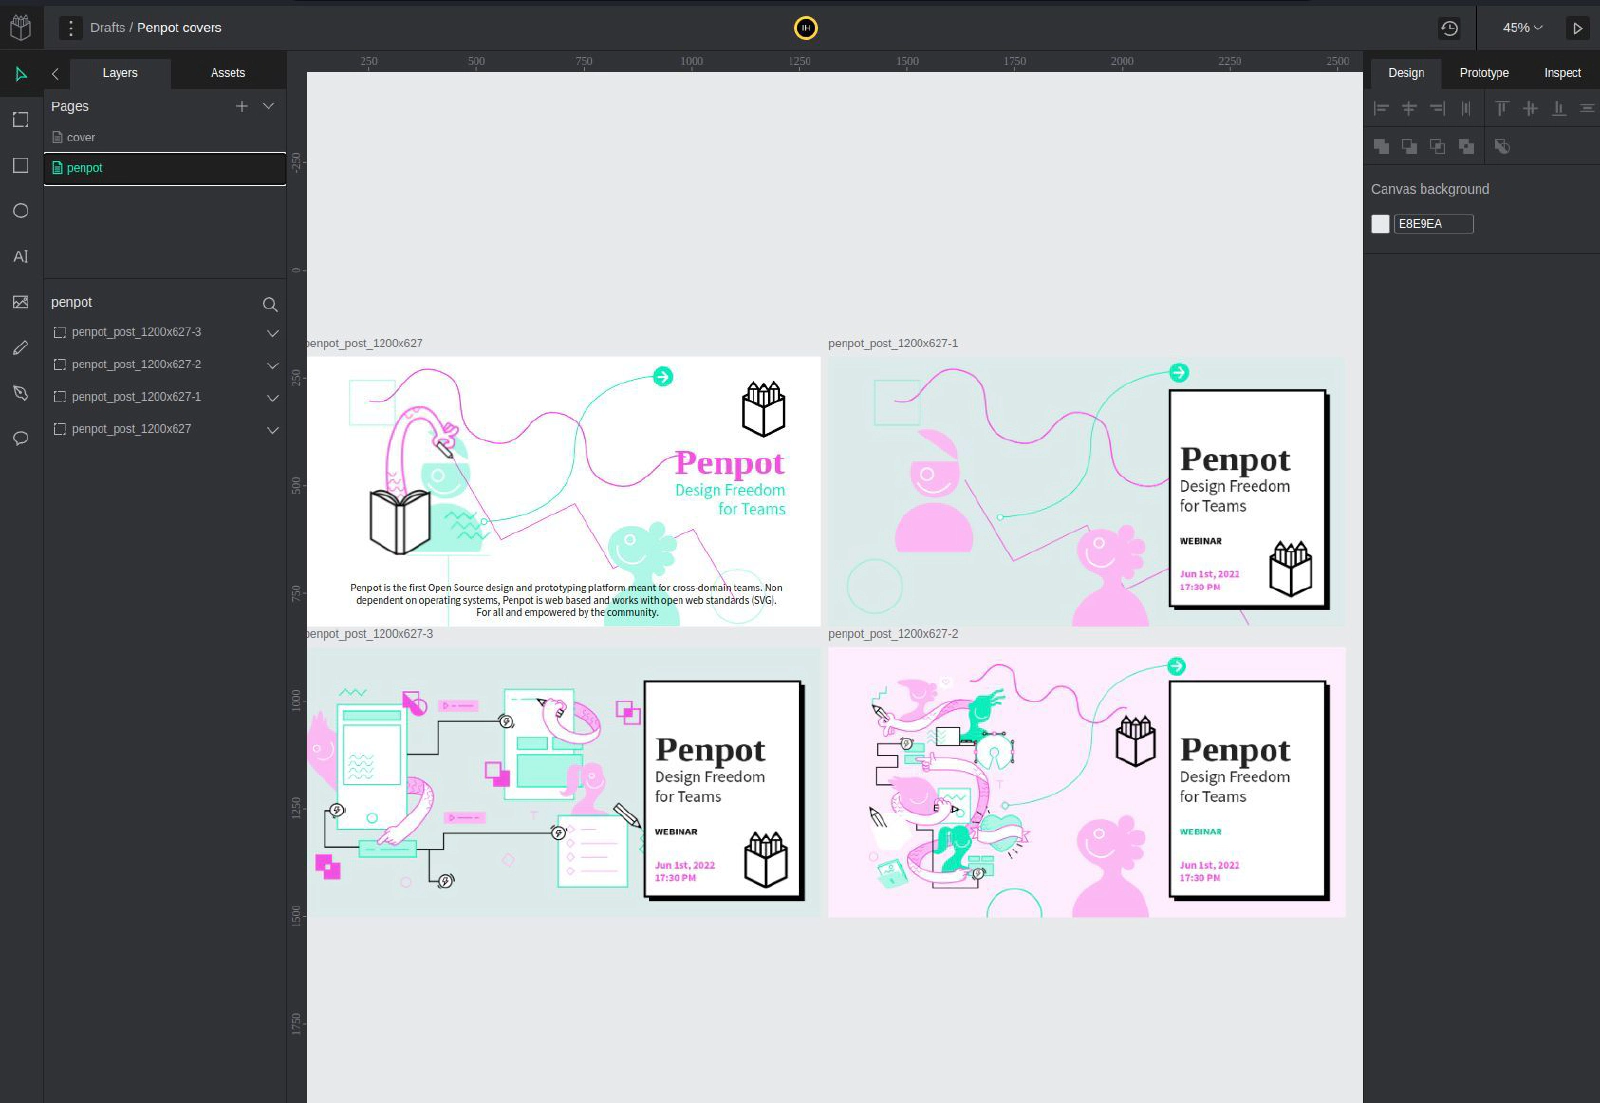 Drafts / Penpot covers
IH
45%
Layers
Assets
Design
Prototype
Inspect
Pages
cover
penpot
penpot
penpot_post_1200x627-3
penpot_post_1200x627-2
penpot_post_1200x627-1
penpot_post_1200x627
250
500
750
1000
1250
1500
1750
2000
2250
2500
-250
0
250
500
750
1000
1250
1500
1750
Canvas background
E8E9EA
penpot_post_1200x627
Penpot
Design Freedom
for Teams
Penpot is the first Open Source design and prototyping platform meant for cross-domain teams. Non
dependent on operating systems, Penpot is web based and works with open web standards (SVG).
For all and empowered by the community.
penpot_post_1200x627-1
Penpot
Design Freedom
for Teams
WEBINAR
Jun 1st, 2022
17:30 PM
penpot_post_1200x627-3
Penpot
Design Freedom
for Teams
WEBINAR
Jun 1st, 2022
17:30 PM
penpot_post_1200x627-2
Penpot
Design Freedom
for Teams
WEBINAR
Jun 1st, 2022
17:30 PM